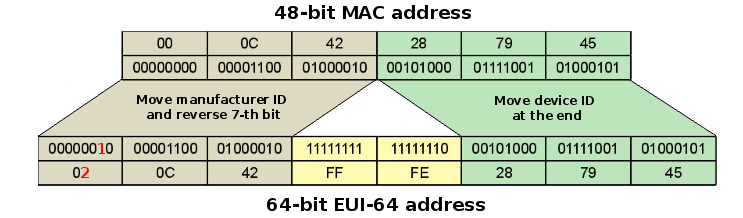 48-bit MAC address
00 0C 42 28 79 45
00000000 00001100 01000010 00101000 01111001 01000101
Move manufacturer ID
and reverse 7-th bit
Move device ID
at the end
00000010 00001100 01000010 11111111 11111110 00101000 01111001 01000101
02 0C 42 FF FE 28 79 45
64-bit EUI-64 address